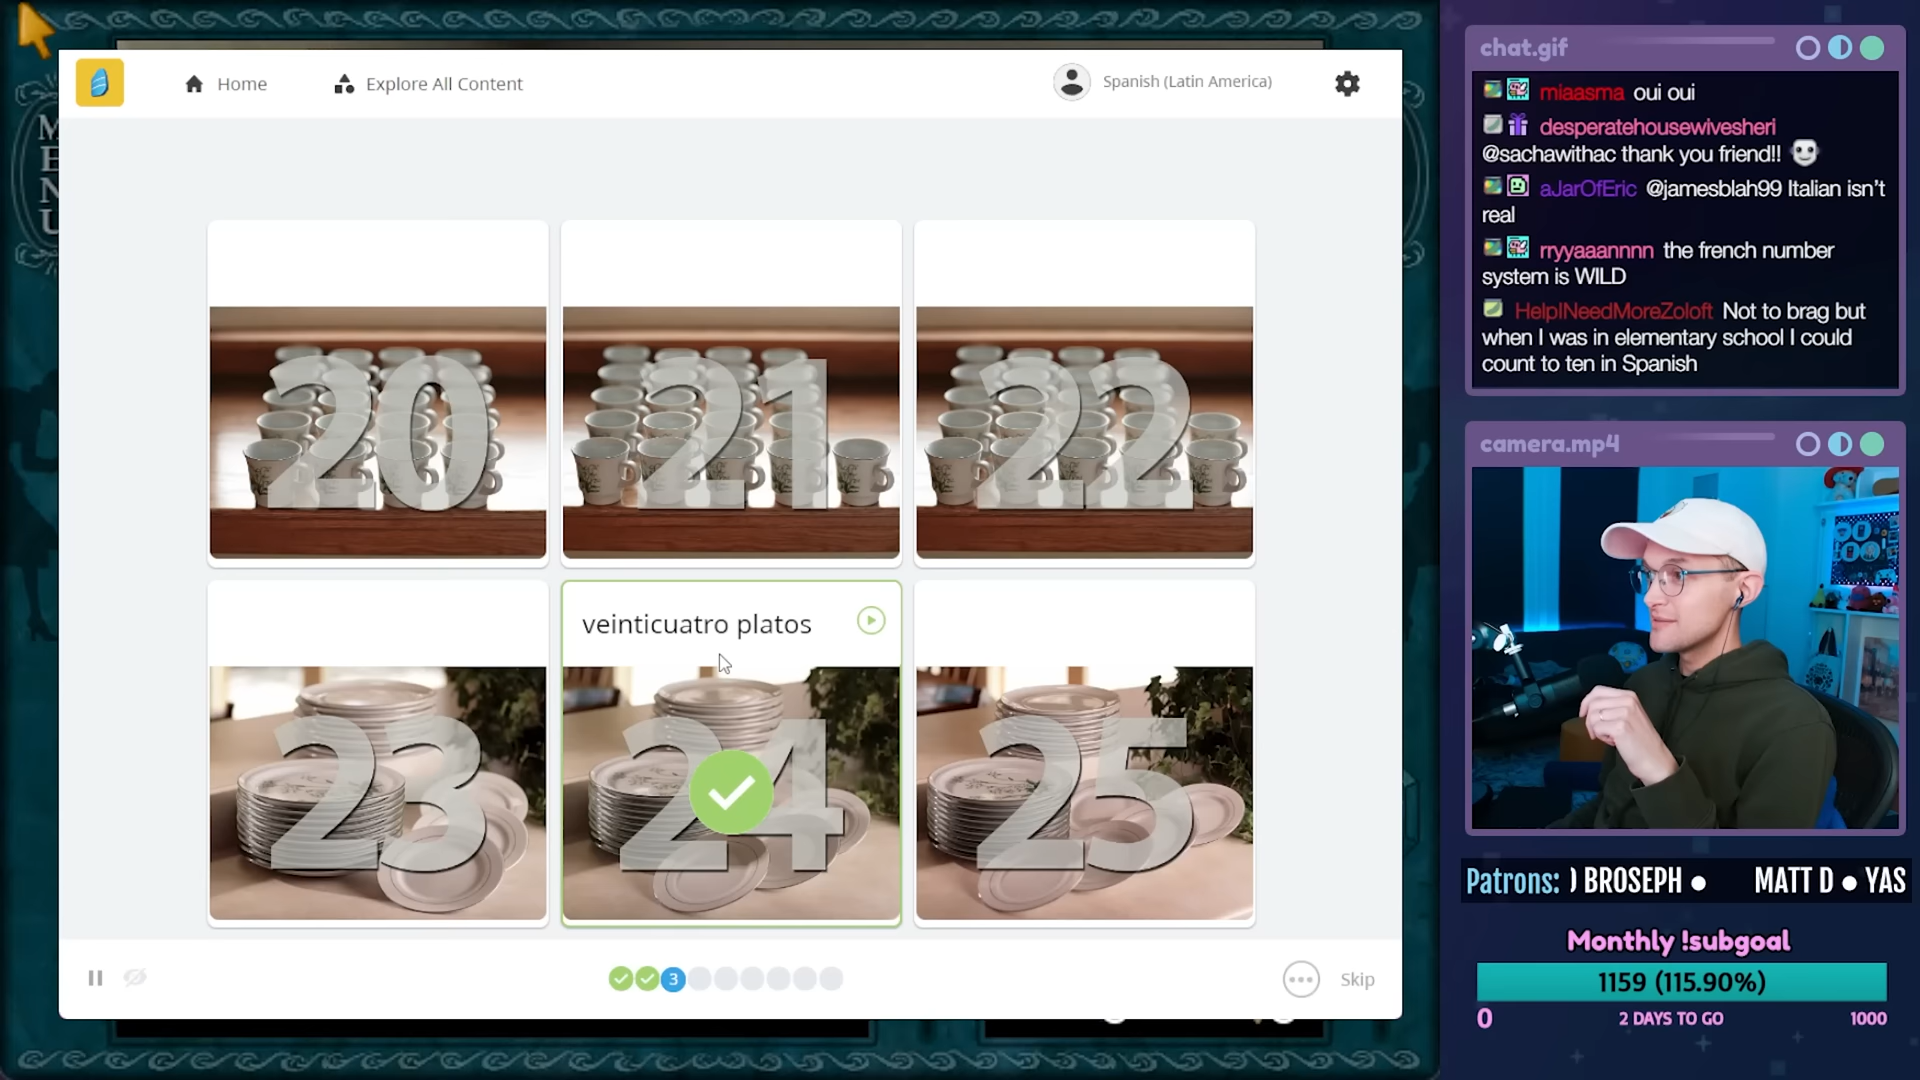 MENU
Home
Explore All Content
Spanish (Latin America)
20
21
22
23
veinticuatro platos
24
25
3
Skip
chat.gif
miaasma oui oui
desperatehousewivesheri
@sachawithac thank you friend!!
aJarOfEric @jamesblah99 Italian isn't
real
rryyaaannnn the french number
system is WILD
HelpINeedMoreZoloft Not to brag but
when I was in elementary school I could
count to ten in Spanish
camera.mp4
Patrons: ) BROSEPH ● MATT D ● YAS
Monthly !subgoal
1159 (115.90%)
0 2 DAYS TO GO 1000